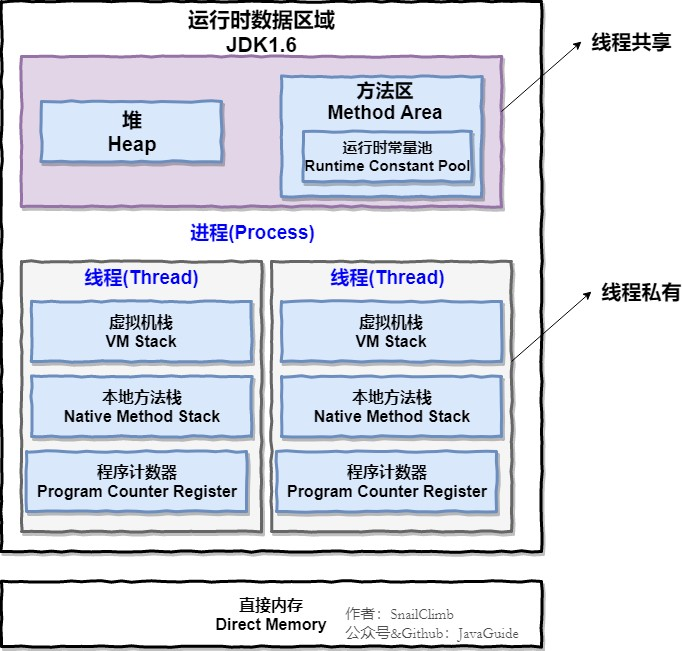 运行时数据区域
JDK1.6
线程共享
堆
Heap
方法区
Method Area
运行时常量池
Runtime Constant Pool
进程(Process)
线程(Thread)
线程(Thread)
线程私有
虚拟机栈
VM Stack
虚拟机栈
VM Stack
本地方法栈
Native Method Stack
本地方法栈
Native Method Stack
程序计数器
Program Counter Register
程序计数器
Program Counter Register
直接内存
Direct Memory
作者：SnailClimb
公众号&Github：JavaGuide